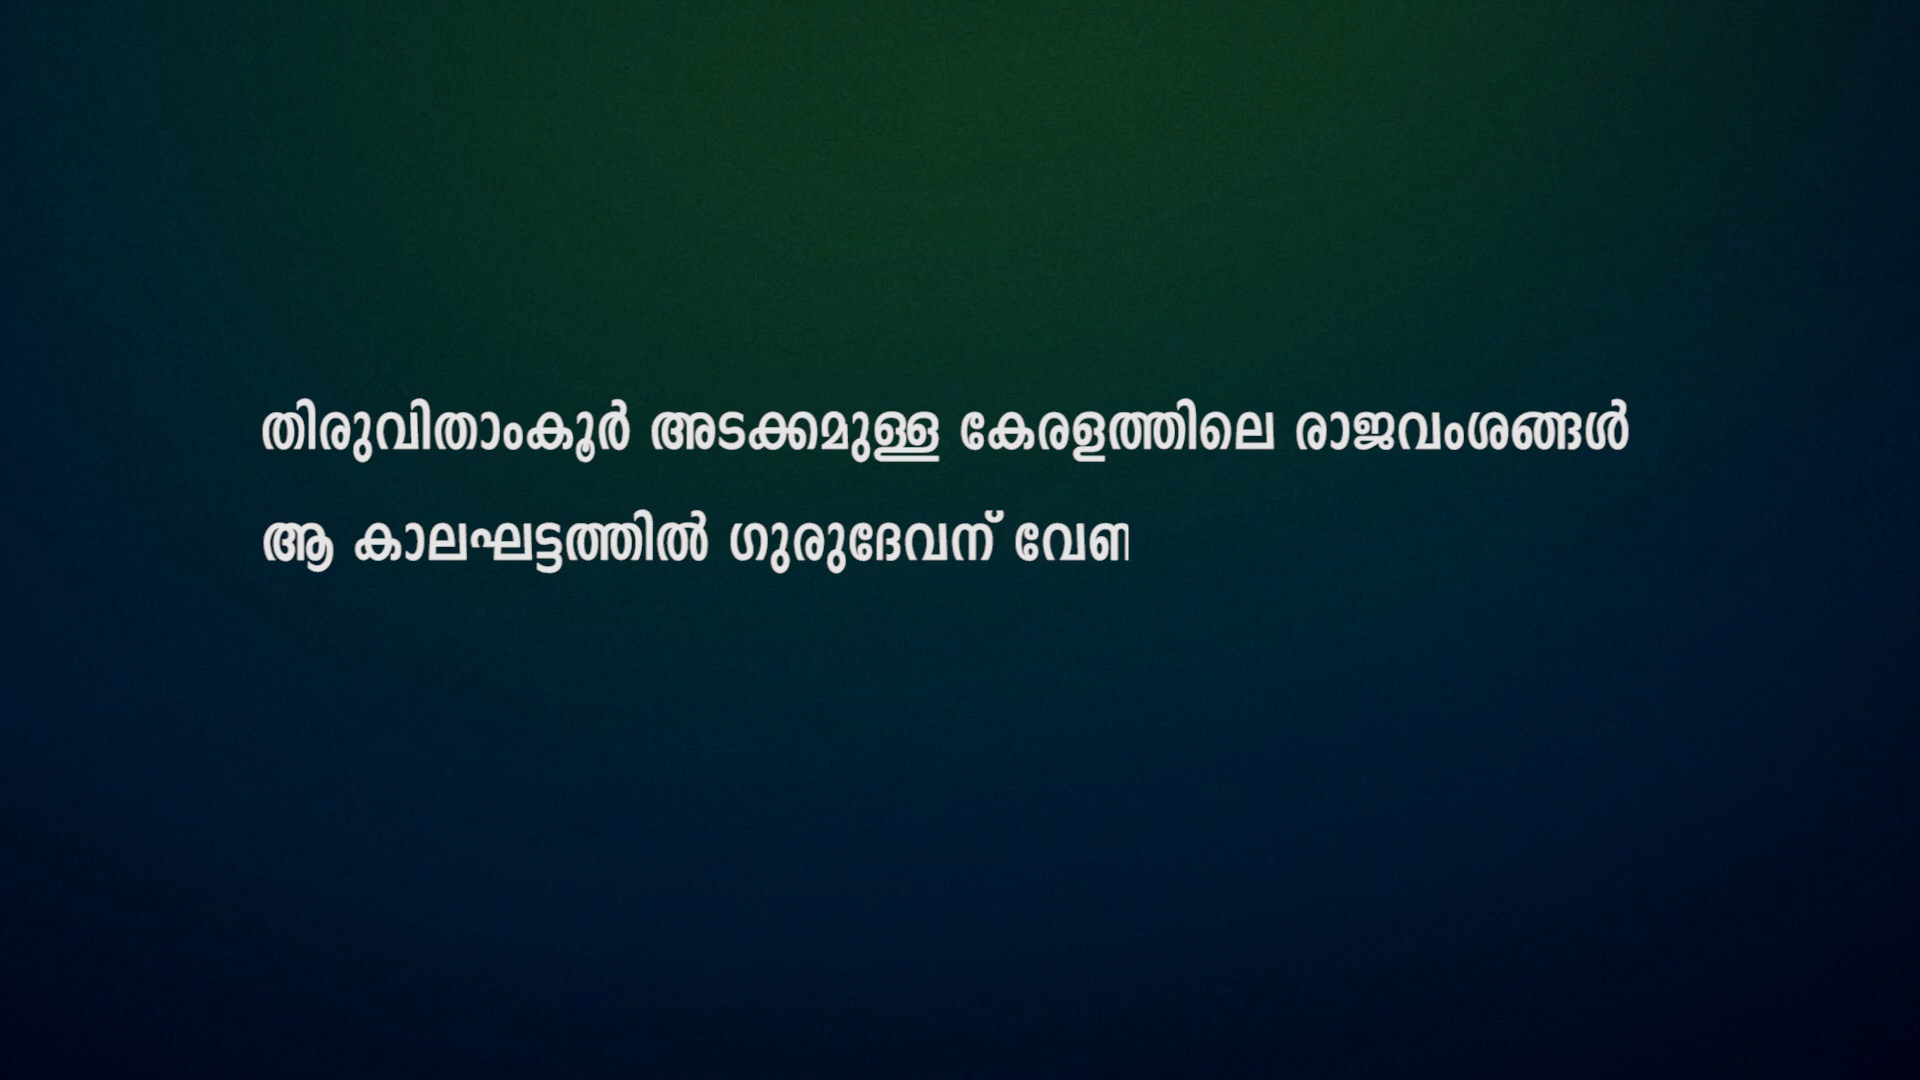 തിരുവിതാംകൂർ അടക്കമുള്ള കേരളത്തിലെ രാജവംശങ്ങൾ
ആ കാലഘട്ടത്തിൽ ഗുരുദേവന്